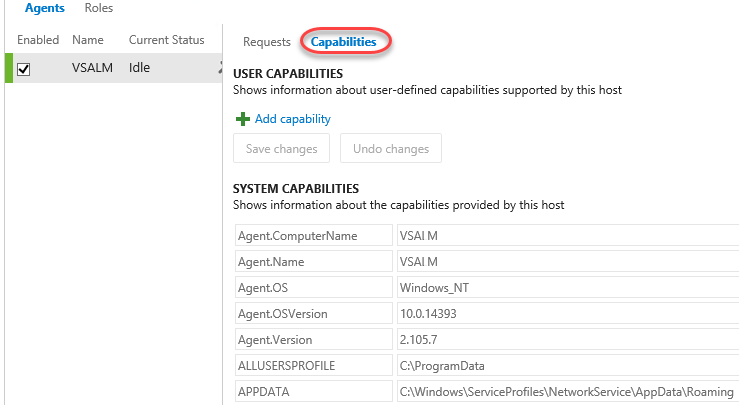 Agents Roles
Enabled Name Current Status
VSALM Idle
Requests Capabilities
USER CAPABILITIES
Shows information about user-defined capabilities supported by this host
Add capability
Save changes Undo changes
SYSTEM CAPABILITIES
Shows information about the capabilities provided by this host
Agent.ComputerName VSALM
Agent.Name VSALM
Agent.OS Windows_NT
Agent.OSVersion 10.0.14393
Agent.Version 2.105.7
ALLUSERSPROFILE C:\ProgramData
APPDATA C:\Windows\ServiceProfiles\NetworkService\AppData\Roaming